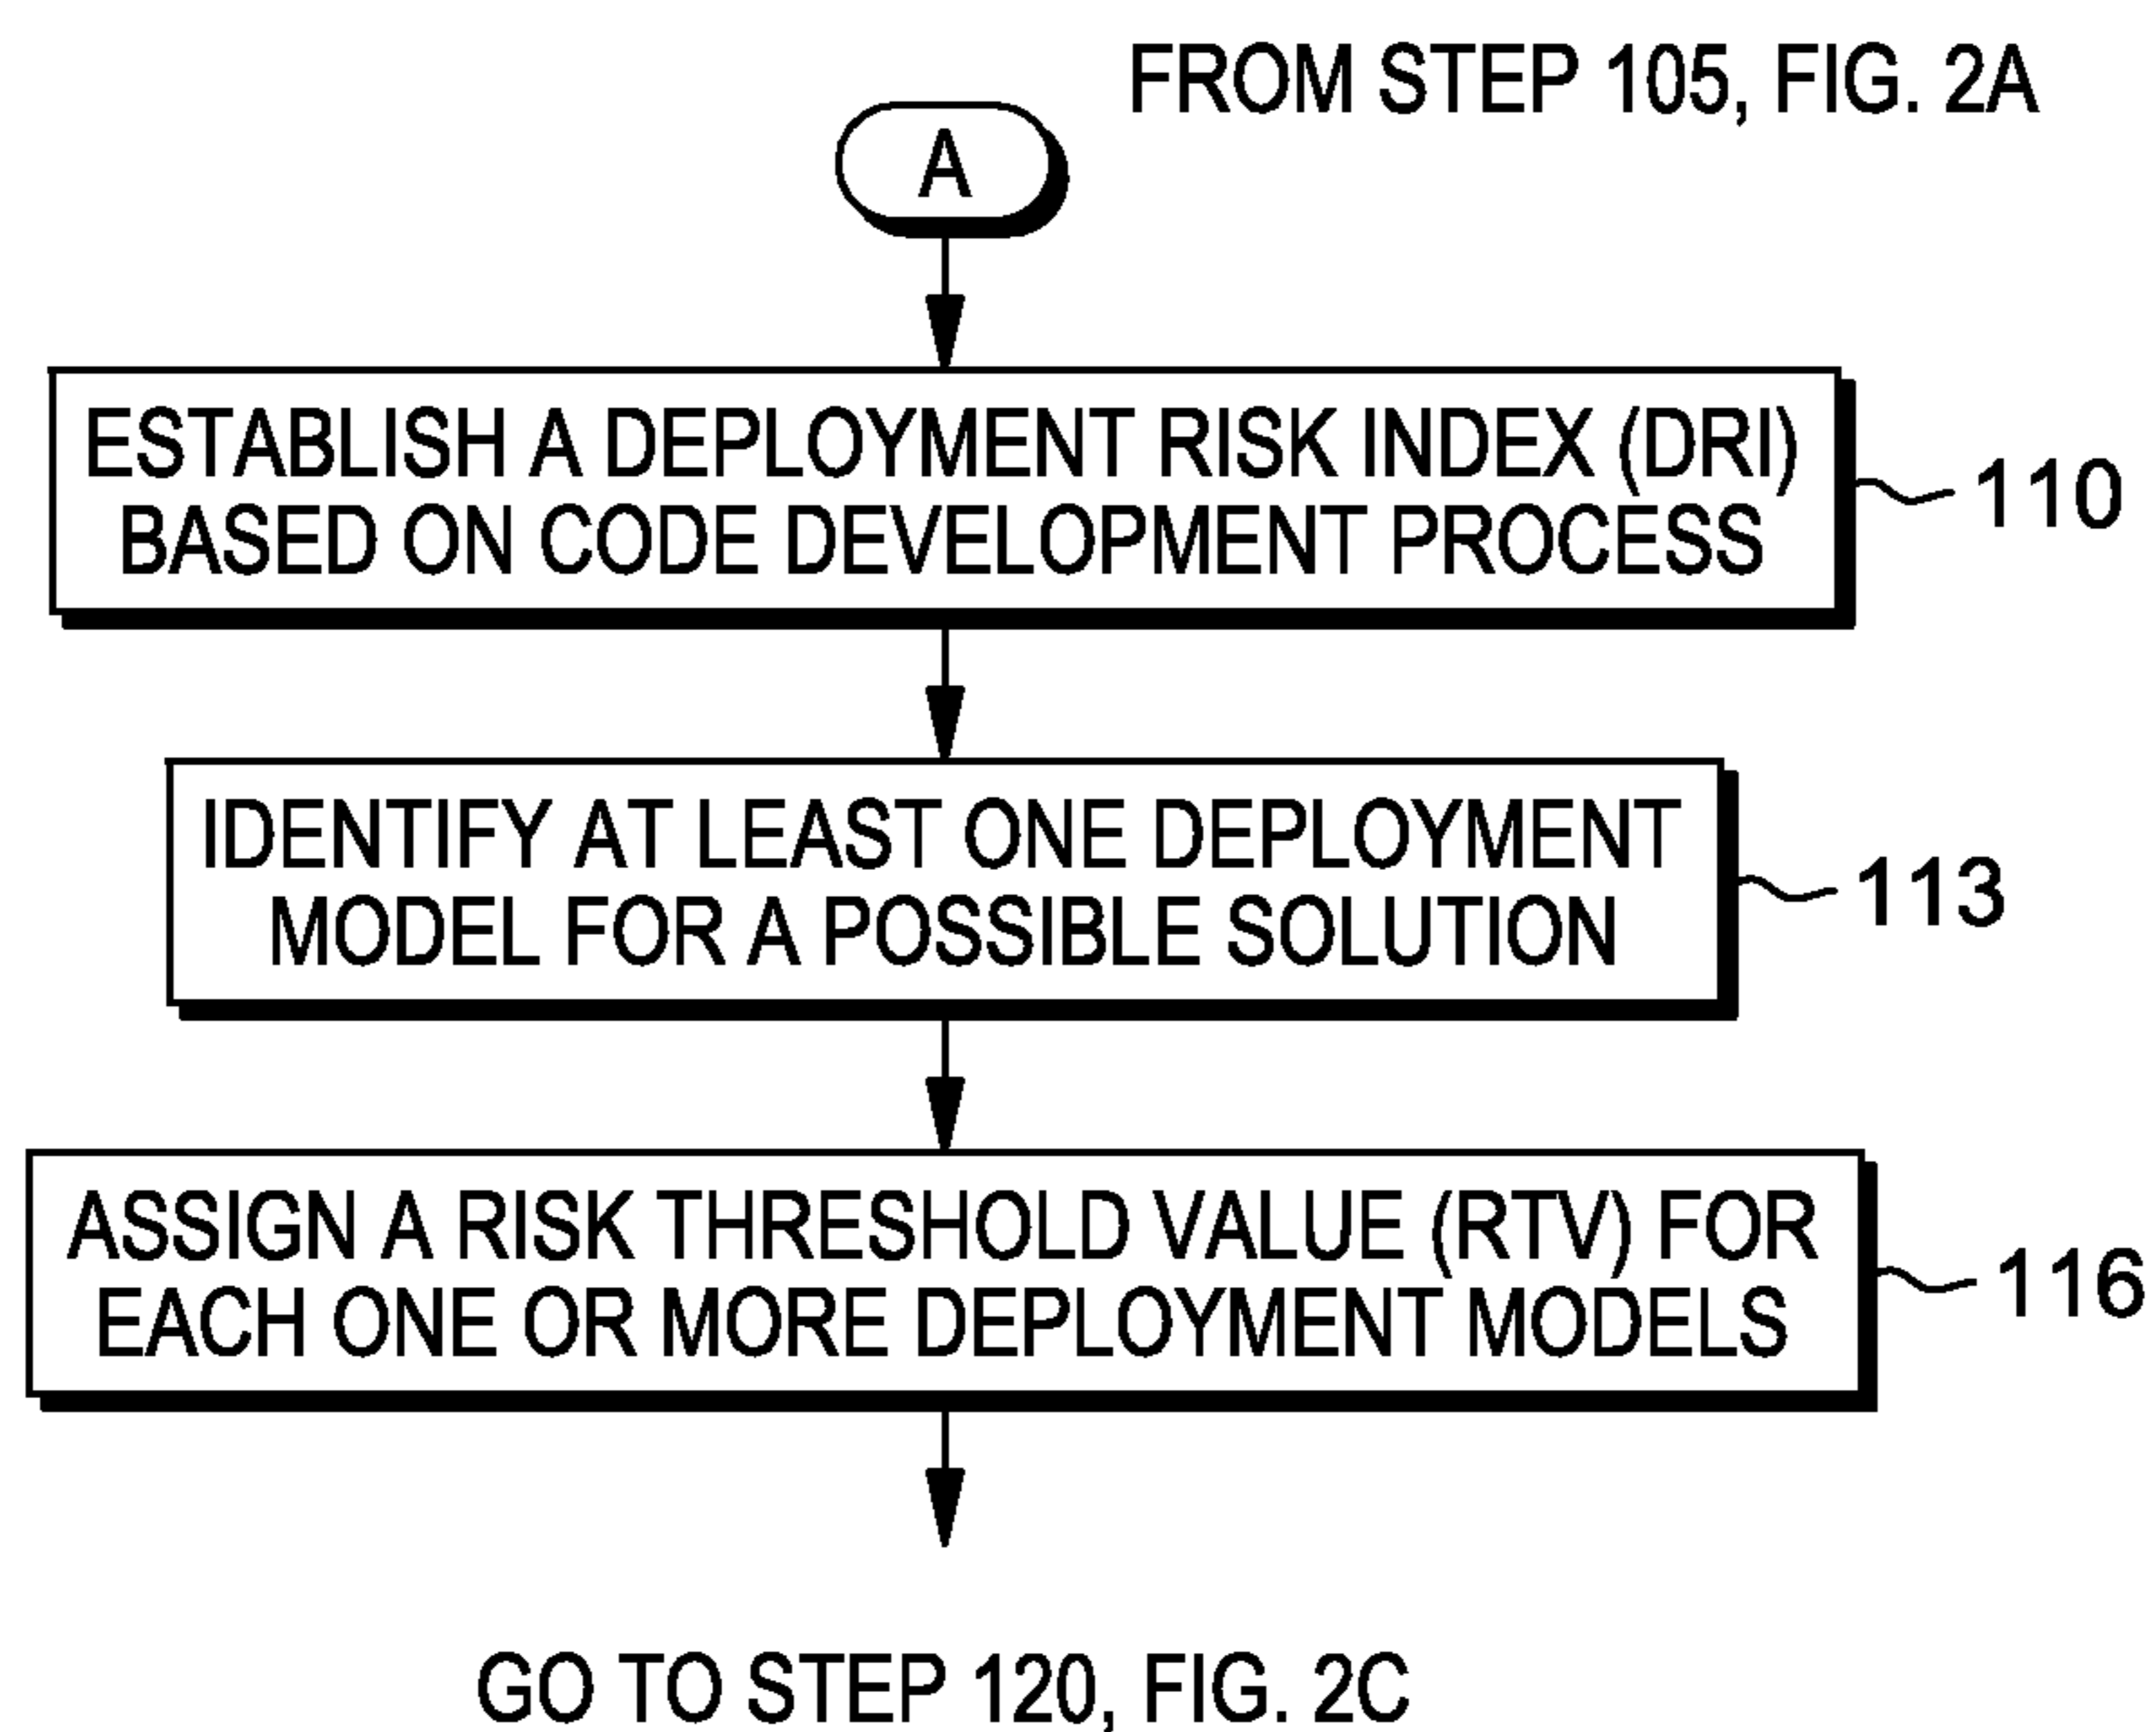 FROM STEP 105, FIG. 2A
A
ESTABLISH A DEPLOYMENT RISK INDEX (DRI)
BASED ON CODE DEVELOPMENT PROCESS
110
IDENTIFY AT LEAST ONE DEPLOYMENT
MODEL FOR A POSSIBLE SOLUTION
113
ASSIGN A RISK THRESHOLD VALUE (RTV) FOR
EACH ONE OR MORE DEPLOYMENT MODELS
116
GO TO STEP 120, FIG. 2C